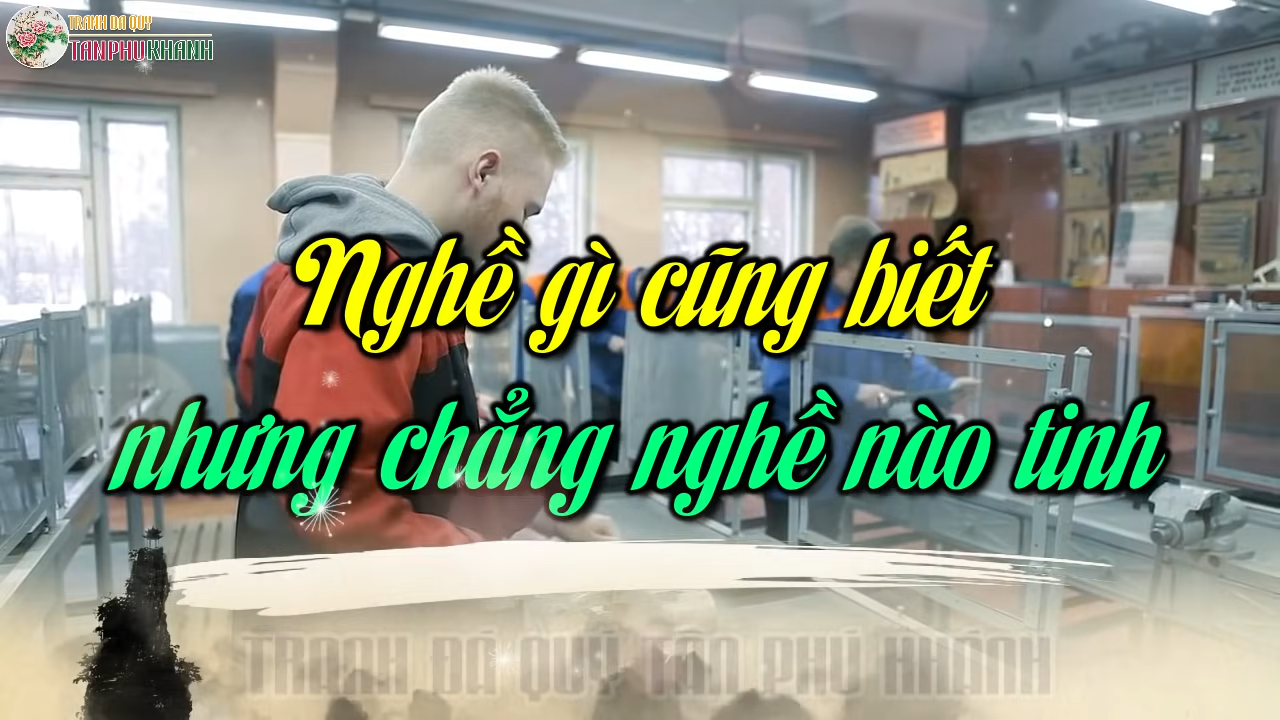 TRANH ĐÁ QUÝ
TÂN PHÚ KHÁNH
Nghề gì cũng biết
nhưng chẳng nghề nào tinh
TRANH ĐÁ QUÝ TÂN PHÚ KHÁNH